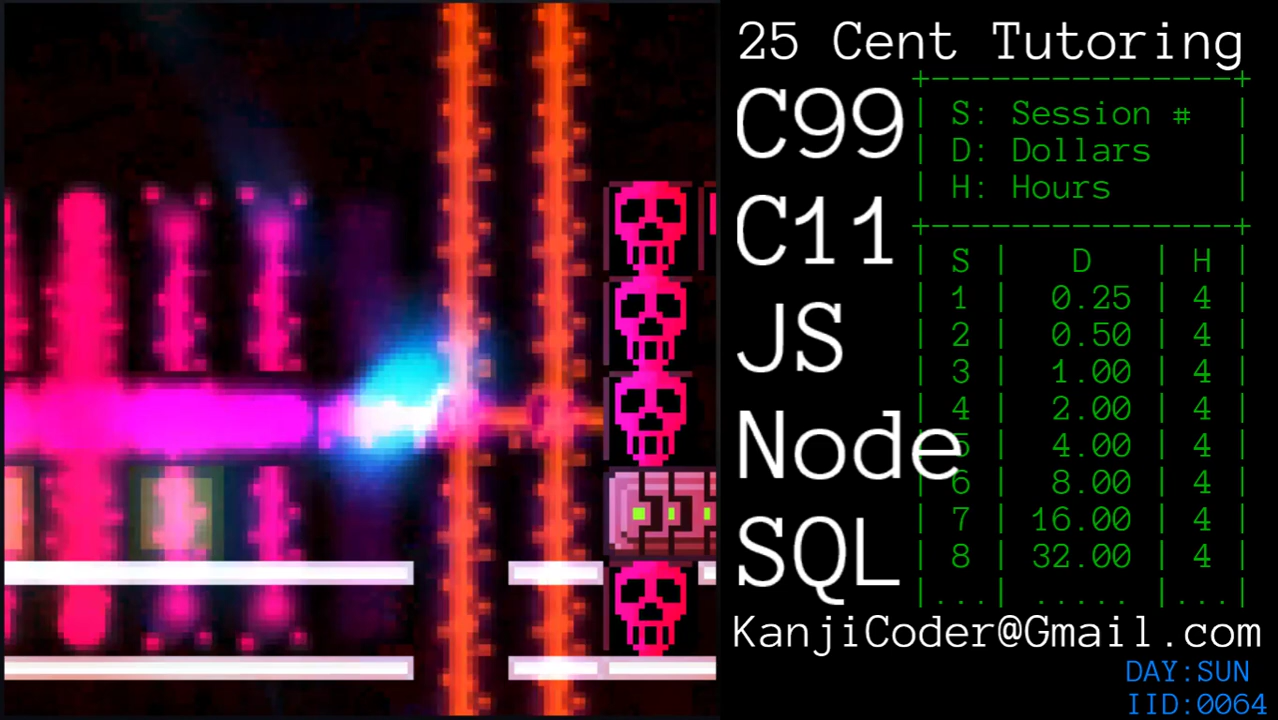 25 Cent Tutoring
C99
C11
JS
Node
SQL
+----------------+
| S: Session # |
| D: Dollars |
| H: Hours |
+----------------+
| S | D | H |
| 1 | 0.25 | 4 |
| 2 | 0.50 | 4 |
| 3 | 1.00 | 4 |
| 4 | 2.00 | 4 |
| 5 | 4.00 | 4 |
| 6 | 8.00 | 4 |
| 7 | 16.00 | 4 |
| 8 | 32.00 | 4 |
|...| ..... |...|
KanjiCoder@Gmail.com
DAY:SUN
IID:0064